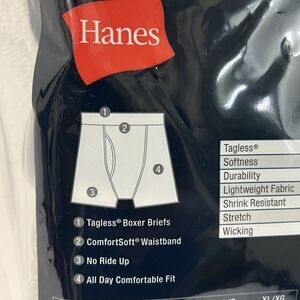 Hanes
1
2
3
4
1 Tagless® Boxer Briefs
2 ComfortSoft® Waistband
3 No Ride Up
4 All Day Comfortable Fit
Tagless®
Softness
Durability
Lightweight Fabric
Shrink Resistant
Stretch
Wicking
XL/XG